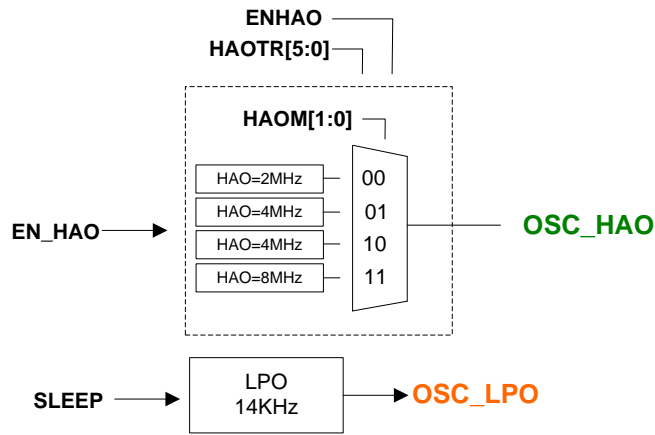 ENHAO
HAOTR[5:0]
HAOM[1:0]
HAO=2MHz 00
HAO=4MHz 01
HAO=4MHz 10
HAO=8MHz 11
EN_HAO
OSC_HAO
SLEEP
LPO
14KHz
OSC_LPO